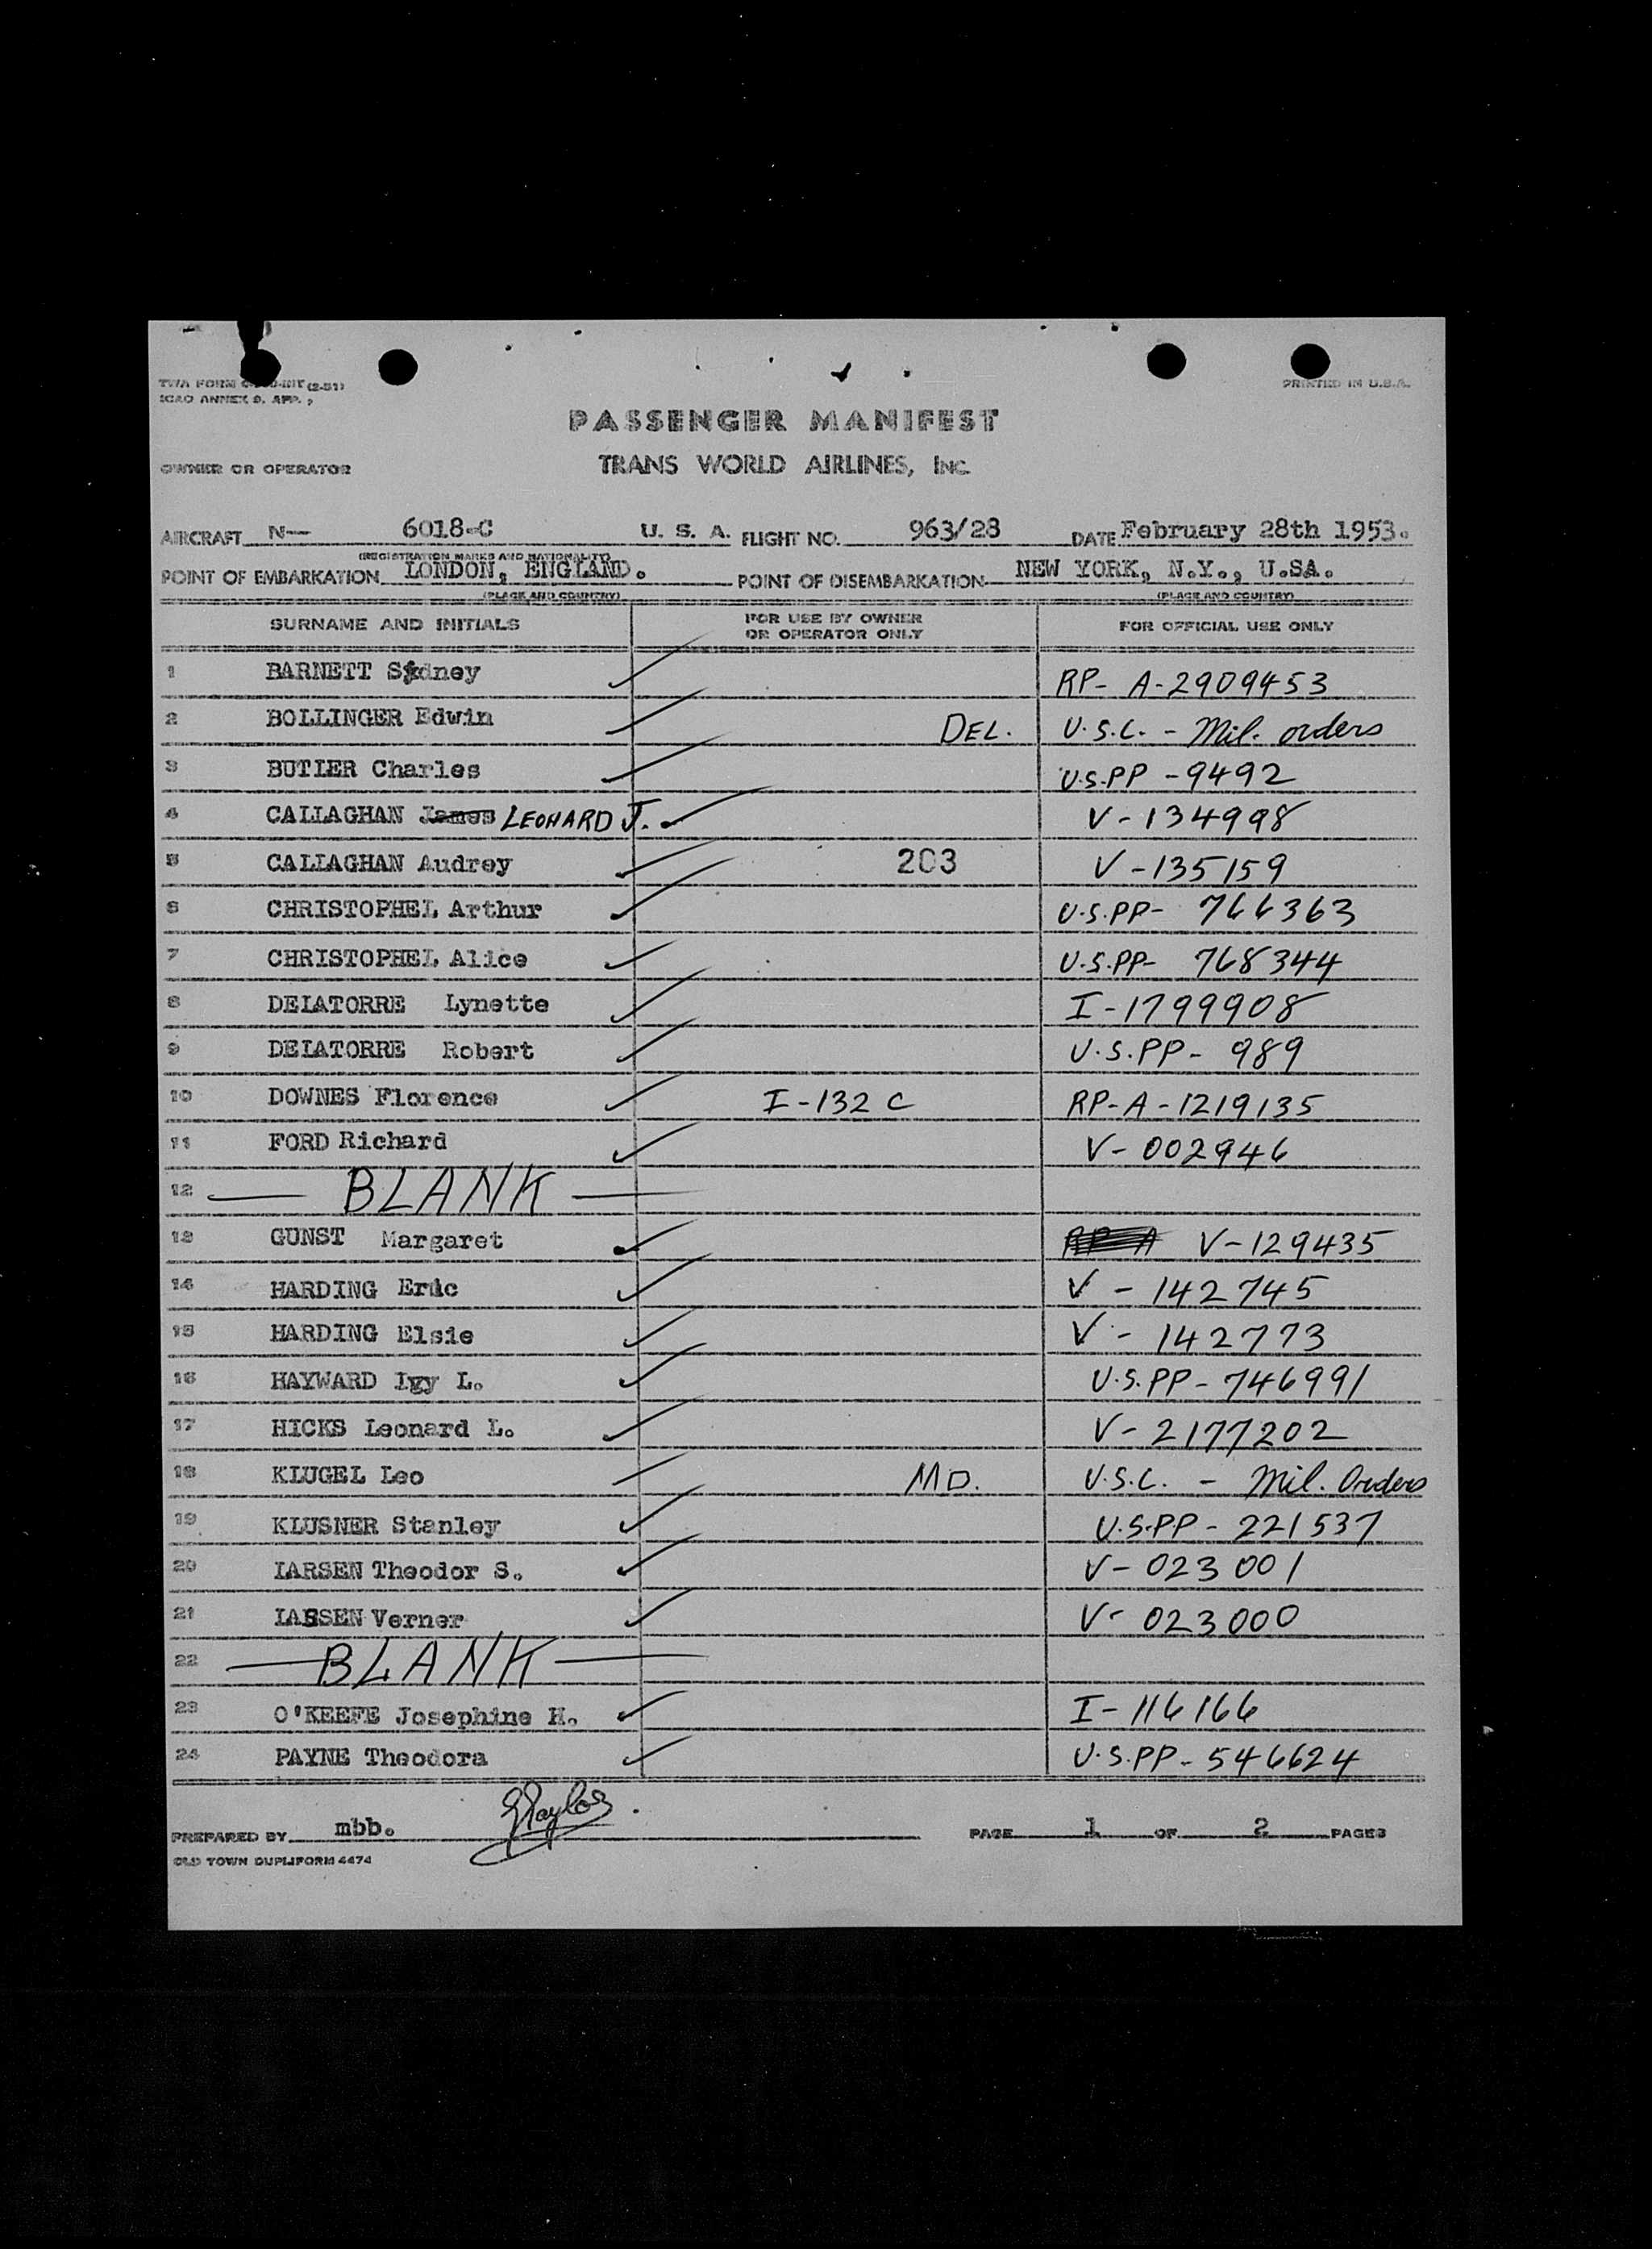 TWA FORM (2-51)
ICAO ANNEX 9. APP.
PRINTED IN U.S.A.
PASSENGER MANIFEST
OWNER OR OPERATOR TRANS WORLD AIRLINES, INC.
AIRCRAFT N— 6018-C U. S. A. FLIGHT NO. 963/28 DATE February 28th 1953.
(REGISTRATION MARKS AND NATIONALITY)
POINT OF EMBARKATION LONDON, ENGLAND. POINT OF DISEMBARKATION NEW YORK, N.Y., U.SA.
(PLACE AND COUNTRY) (PLACE AND COUNTRY)
SURNAME AND INITIALS FOR USE BY OWNER OR OPERATOR ONLY FOR OFFICIAL USE ONLY
1 BARNETT Sydney RP- A-2909453
2 BOLLINGER Edwin DEL. U.S.C. - Mil. orders
3 BUTLER Charles U.S.PP -9492
4 CALLAGHAN James LEONARD J. V-134998
5 CALLAGHAN Audrey 203 V-135159
6 CHRISTOPHEL Arthur U.S.PP- 766363
7 CHRISTOPHEL Alice U.S.PP- 768344
8 DELATORRE Lynette I-1799908
9 DELATORRE Robert U.S.PP- 989
10 DOWNES Florence I-132 C RP-A-1219135
11 FORD Richard V-002946
12 — BLANK —
13 GUNST Margaret RP A V-129435
14 HARDING Eric V - 142745
15 HARDING Elsie V - 142773
16 HAYWARD Igy L. U.S.PP-746991
17 HICKS Leonard L. V-2177202
18 KLUGEL Leo MD. U.S.C. - Mil. Orders
19 KLUSNER Stanley U.S.PP-221537
20 LARSEN Theodor S. V-023001
21 LARSEN Verner V-023000
22 — BLANK —
23 O'KEEFE Josephine H. I-116166
24 PAYNE Theodora U.S.PP-546624
PREPARED BY mbb. PAGE 1 OF 2 PAGES
OLD TOWN DUPLIFORM 4474